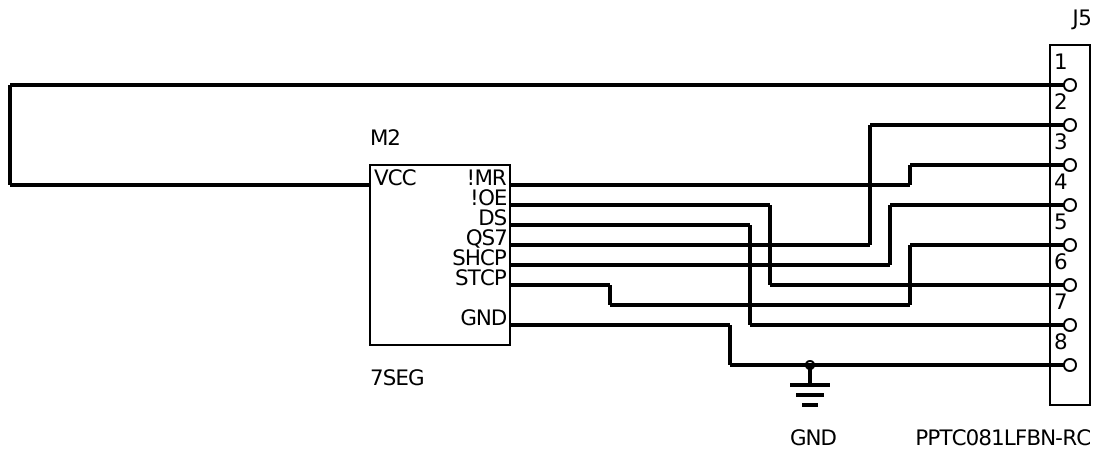 J5
1
2
3
M2
VCC !MR
4
!OE
DS
5
QS7
SHCP
6
STCP
7
GND
8
7SEG
GND PPTC081LFBN-RC